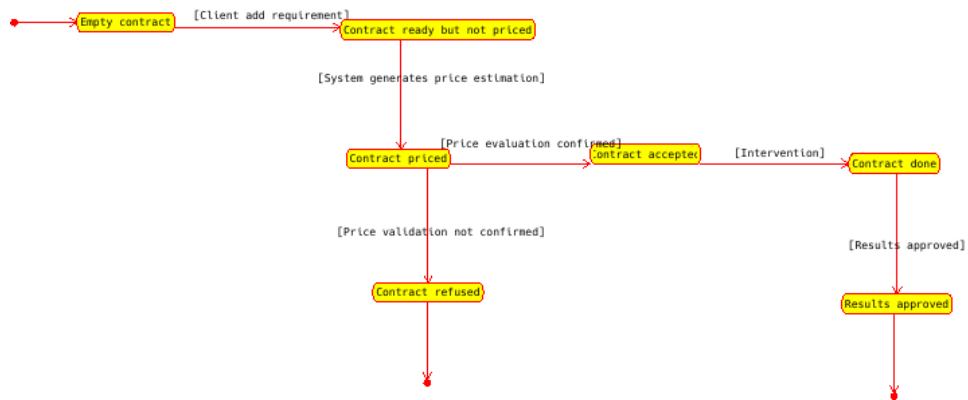 [Client add requirement]
Empty contract
Contract ready but not priced
[System generates price estimation]
[Price evaluation confirmed]
Contract priced
Contract accepted
[Intervention]
Contract done
[Price validation not confirmed]
[Results approved]
Contract refused
Results approved